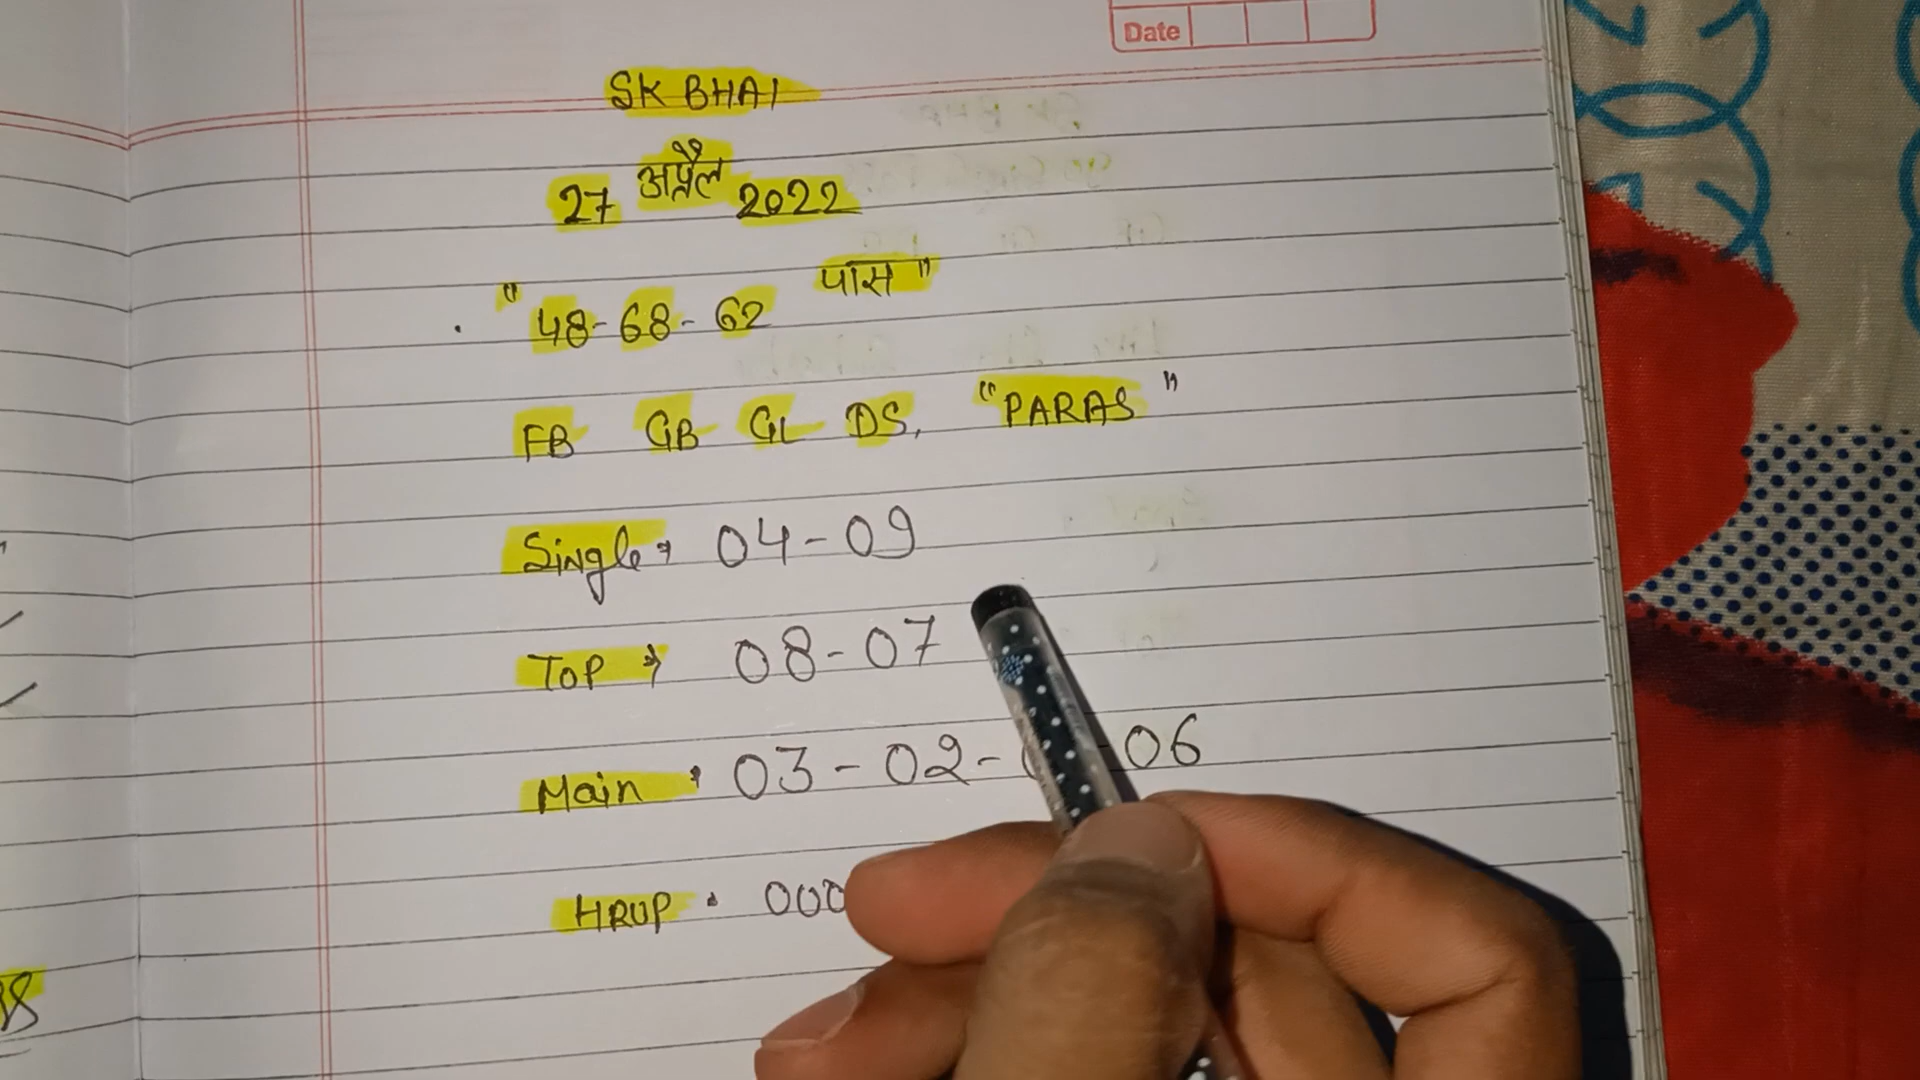 Date
SK BHAI
27 अप्रैल 2022
"48-68-62 पास"
FB GB GL DS, "PARAS"
Single → 04-09
TOP → 08-07
Main → 03-02- 06
HRUP • 000